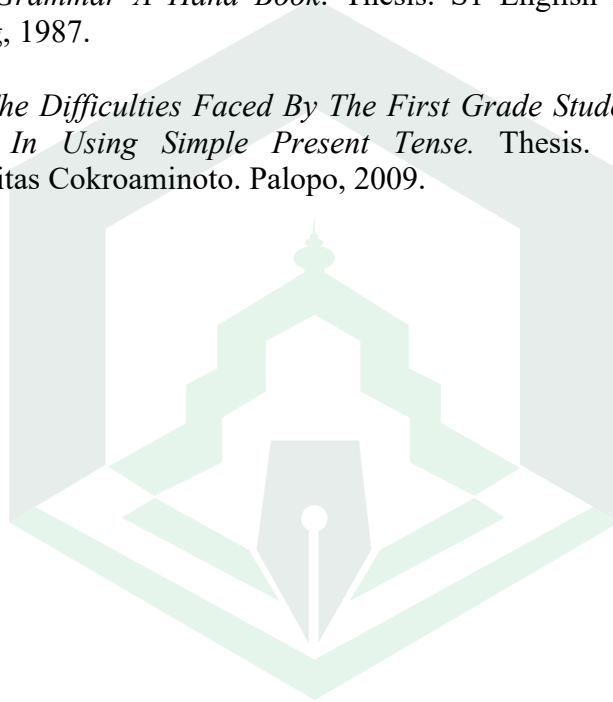 Grammar A Hand Book. Thesis. S1 English
g, 1987.
The Difficulties Faced By The First Grade
In Using Simple Present Tense. Thesis.
itas Cokroaminoto. Palopo, 2009.